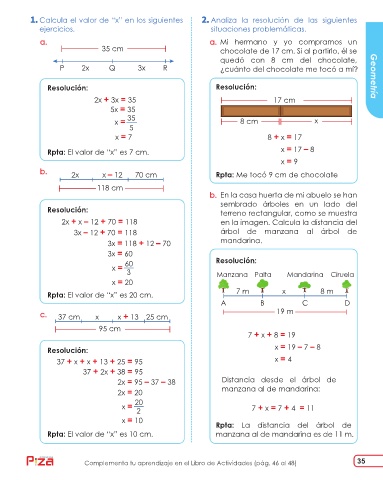 1. Calcula el valor de “x” en los siguientes
ejercicios.
a.
35 cm
P 2x Q 3x R
Resolución:
2x + 3x = 35
5x = 35
x = 35
5
x = 7
Rpta: El valor de “x” es 7 cm.
b.
2x x – 12 70 cm
118 cm
Resolución:
2x + x – 12 + 70 = 118
3x – 12 + 70 = 118
3x = 118 + 12 – 70
3x = 60
x = 60
3
x = 20
Rpta: El valor de “x” es 20 cm.
c.
37 cm x x + 13 25 cm
95 cm
Resolución:
37 + x + x + 13 + 25 = 95
37 + 2x + 38 = 95
2x = 95 – 37 – 38
2x = 20
x = 20
2
x = 10
Rpta: El valor de “x” es 10 cm.
2. Analiza la resolución de las siguientes
situaciones problemáticas.
a. Mi hermano y yo compramos un
chocolate de 17 cm. Si al partirlo, él se
quedó con 8 cm del chocolate,
¿cuánto del chocolate me tocó a mí?
Resolución:
17 cm
8 cm x
8 + x = 17
x = 17 – 8
x = 9
Rpta: Me tocó 9 cm de chocolate
b. En la casa huerta de mi abuelo se han
sembrado árboles en un lado del
terreno rectangular, como se muestra
en la imagen. Calcula la distancia del
árbol de manzana al árbol de
mandarina.
Resolución:
Manzana Palta Mandarina Ciruela
7 m x 8 m
A B C D
19 m
7 + x + 8 = 19
x = 19 – 7 – 8
x = 4
Distancia desde el árbol de
manzana al de mandarina:
7 + x = 7 + 4 = 11
Rpta: La distancia del árbol de
manzana al de mandarina es de 11 m.
Geometría
Complementa tu aprendizaje en el Libro de Actividades (pág. 46 al 48)
35